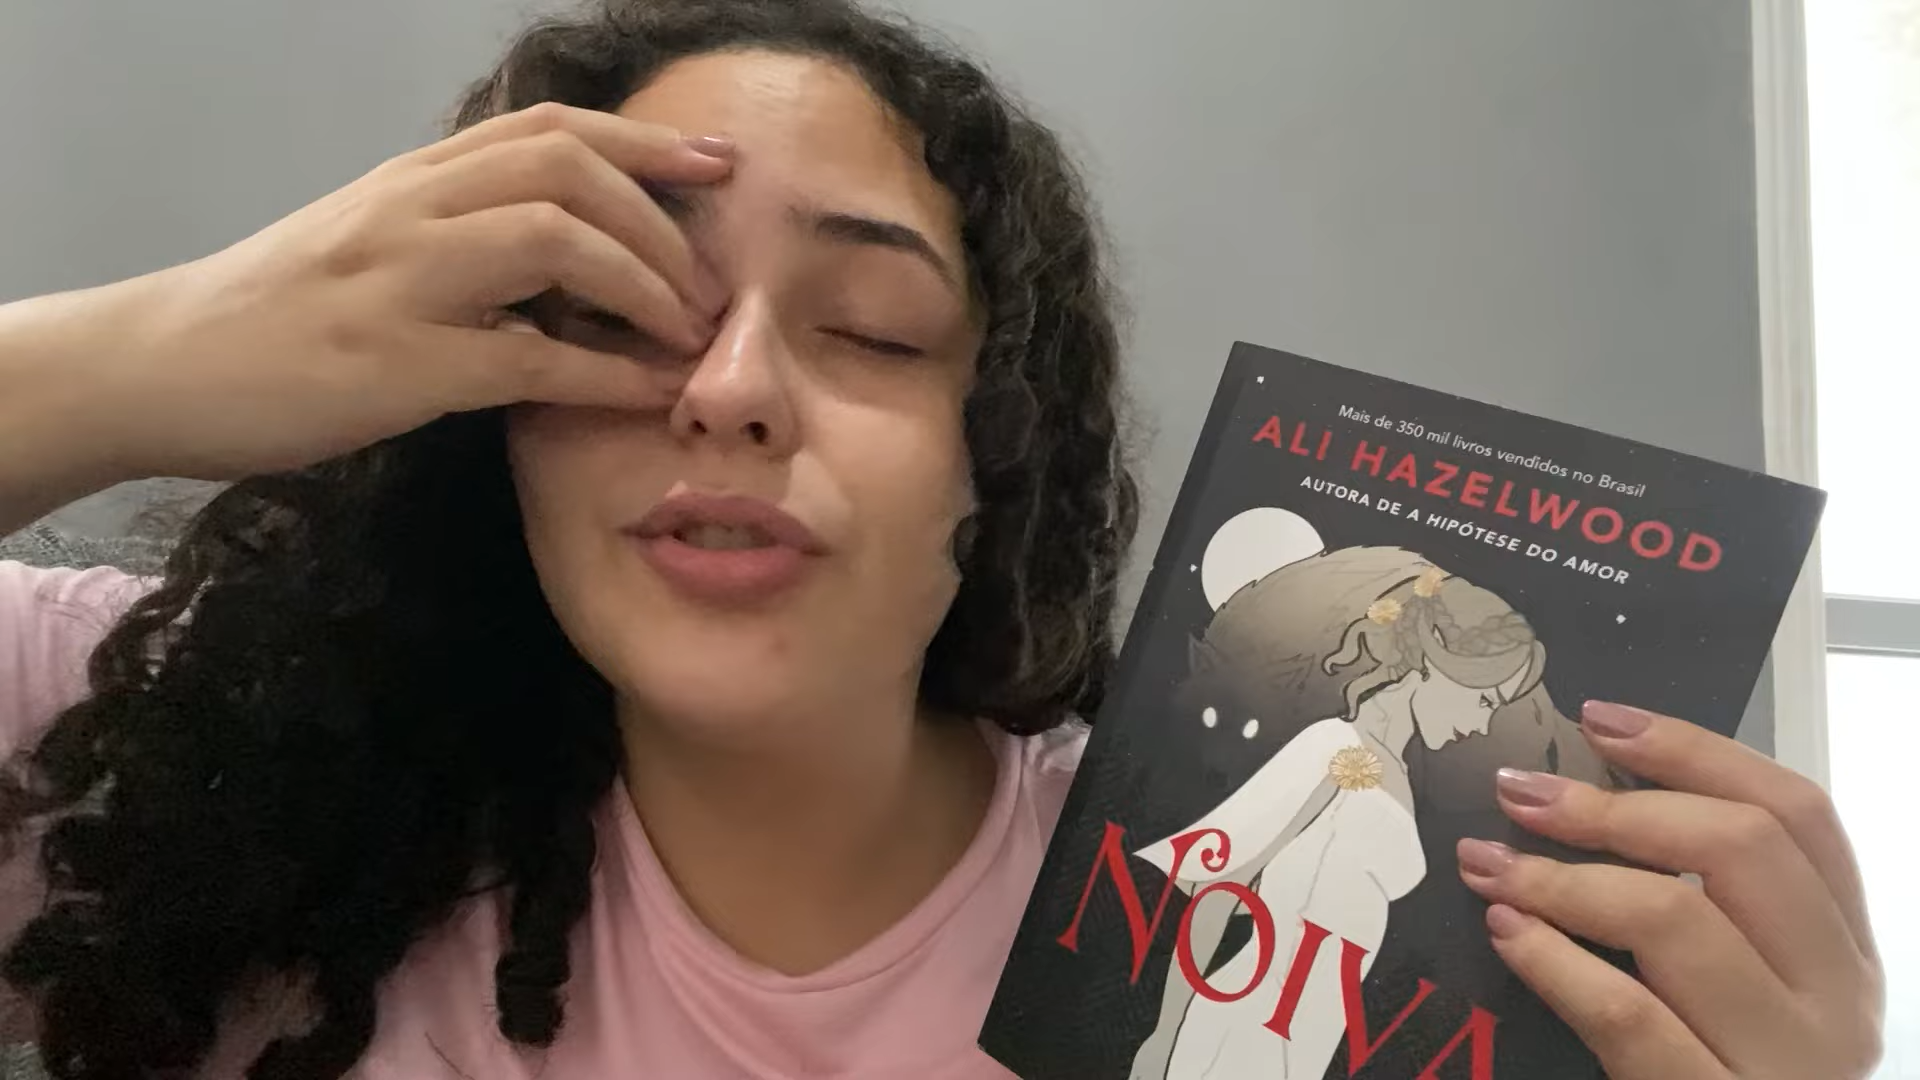 Mais de 350 mil livros vendidos no Brasil
ALI HAZELWOOD
AUTORA DE A HIPÓTESE DO AMOR
NOIVA